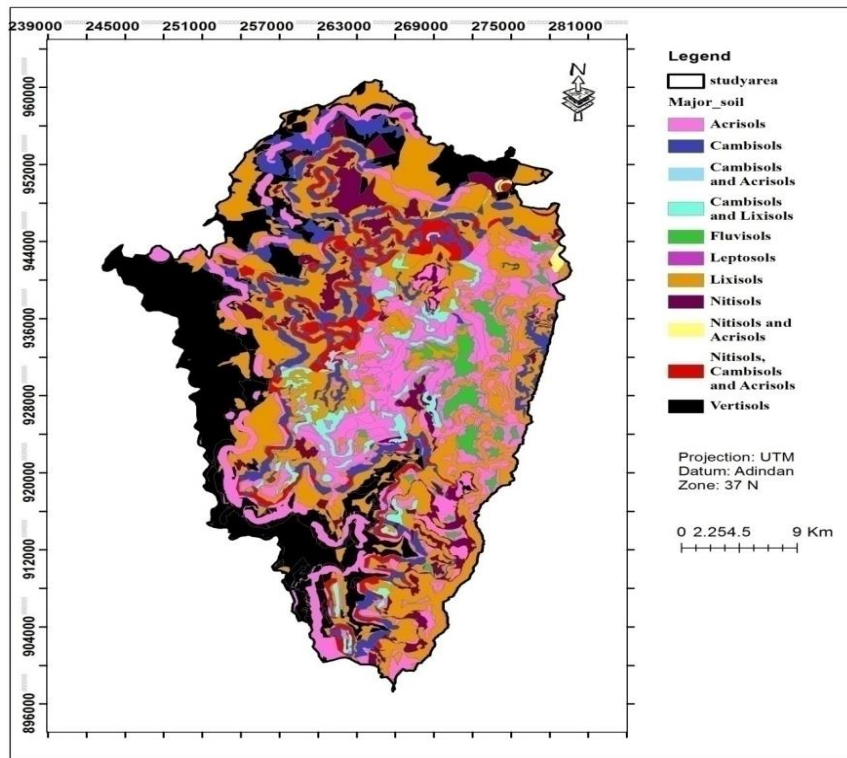 239000 245000 251000 257000 263000 269000 275000 281000
960000
952000
944000
936000
928000
920000
912000
904000
896000
N
Legend
studyarea
Major_soil
Acrisols
Cambisols
Cambisols
and Acrisols
Cambisols
and Lixisols
Fluvisols
Leptosols
Lixisols
Nitisols
Nitisols and
Acrisols
Nitisols,
Cambisols
and Acrisols
Vertisols
Projection: UTM
Datum: Adindan
Zone: 37 N
0 2.254.5 9 Km